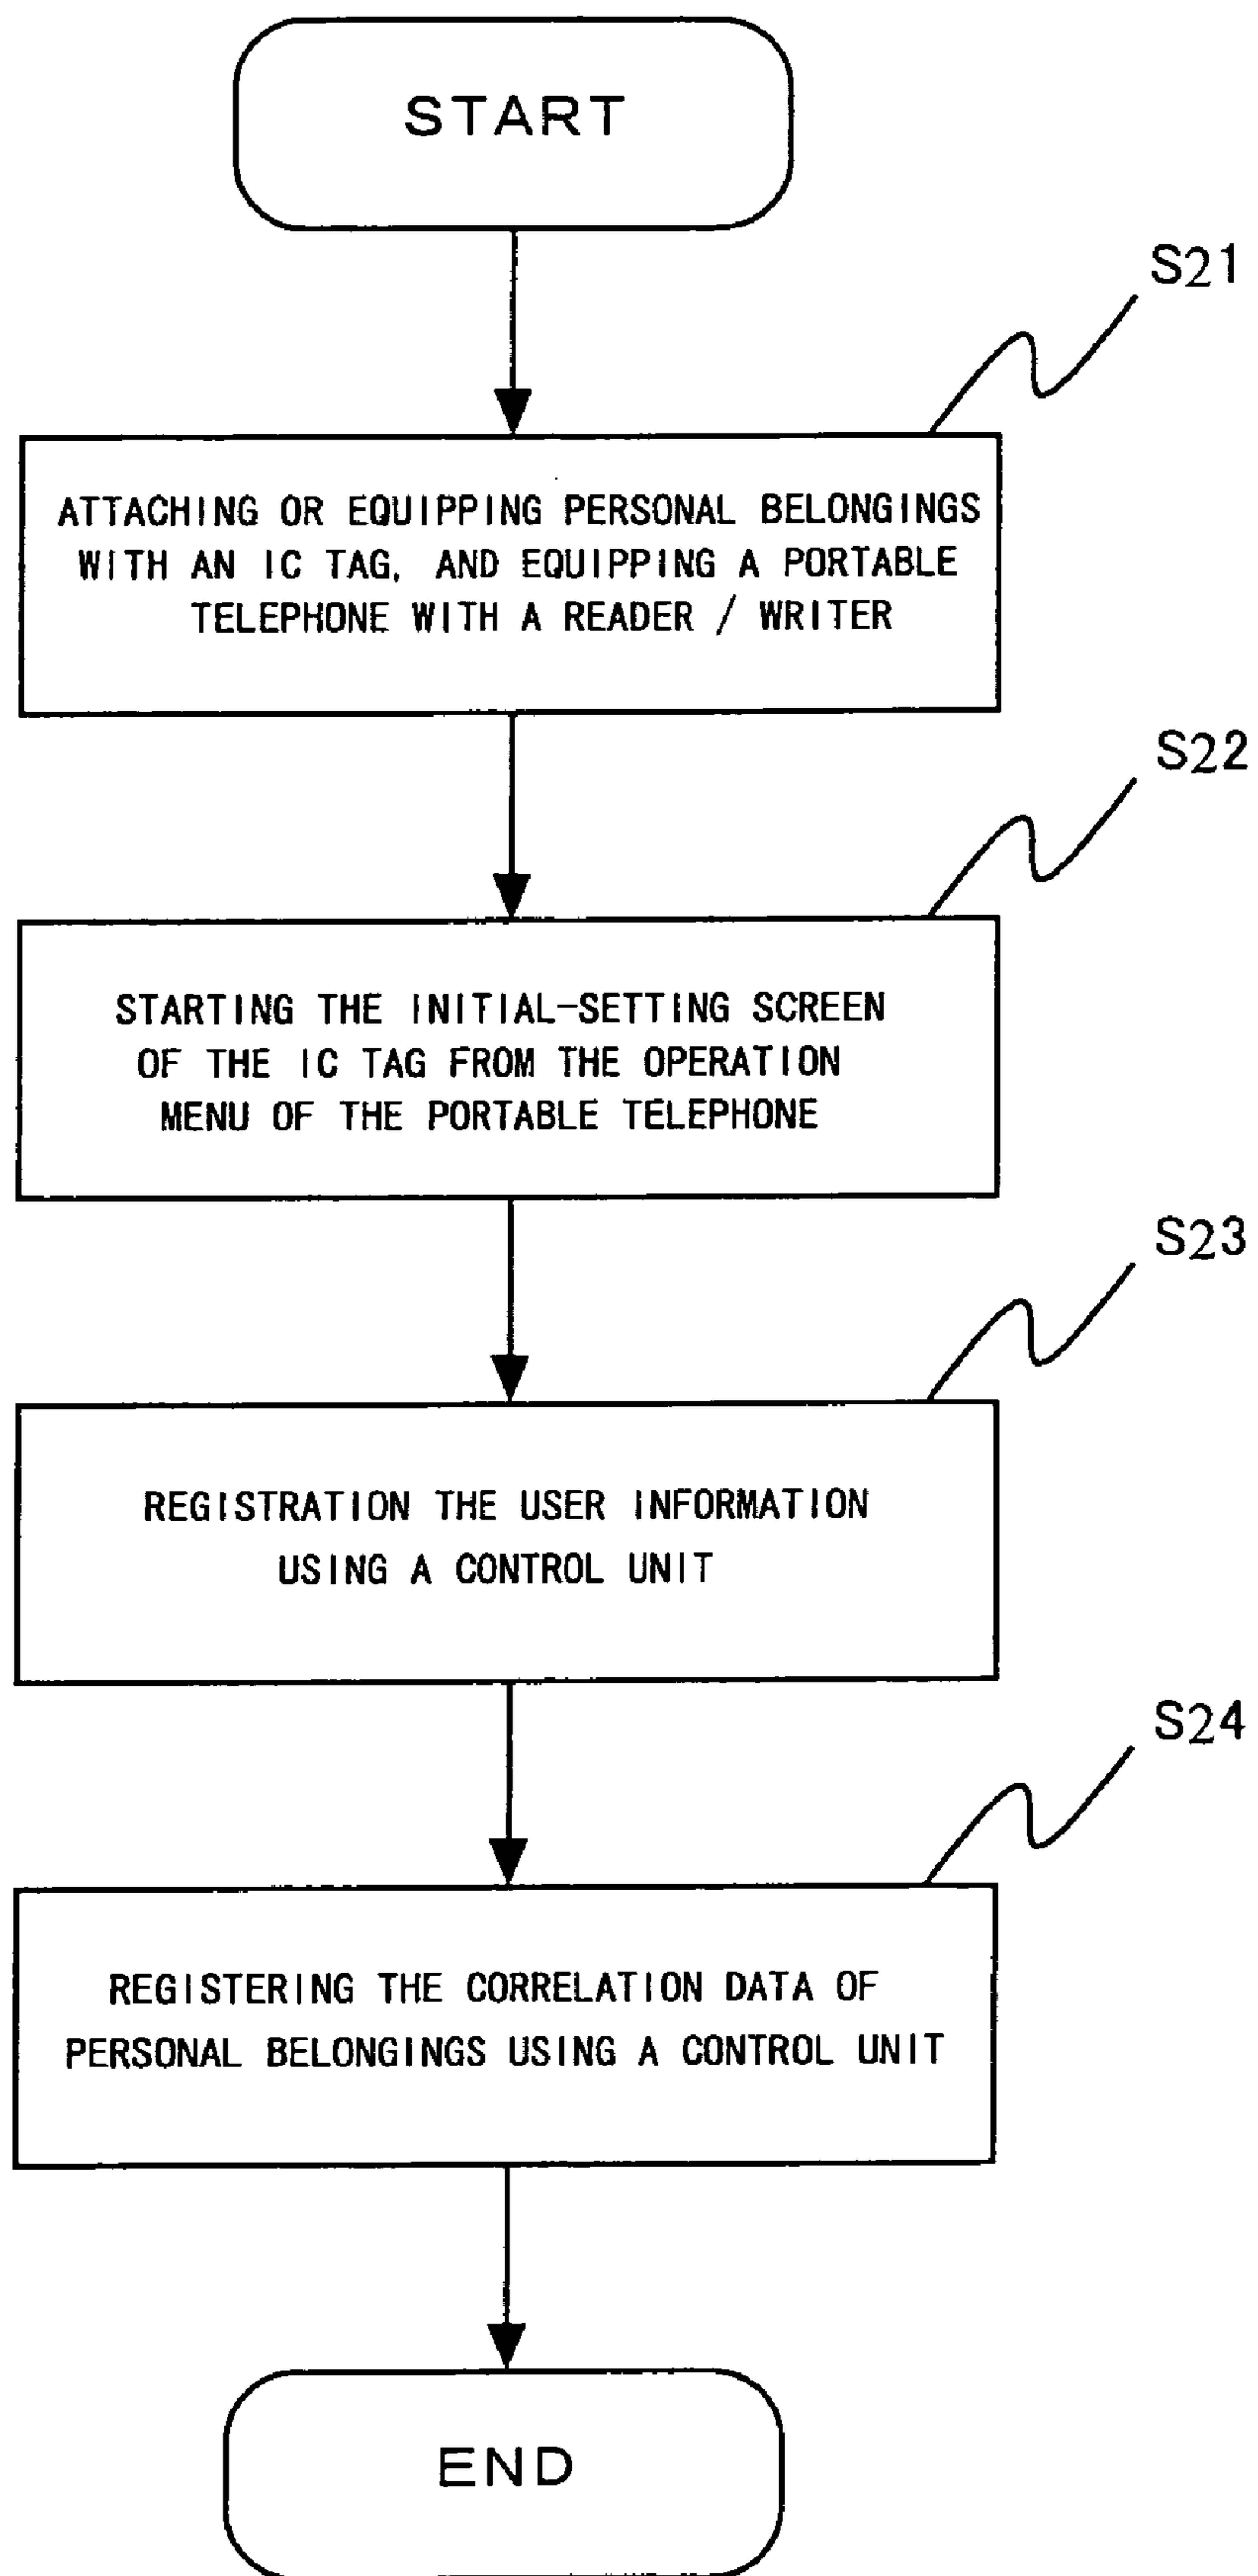 START
S21
ATTACHING OR EQUIPPING PERSONAL BELONGINGS
WITH AN IC TAG, AND EQUIPPING A PORTABLE
TELEPHONE WITH A READER / WRITER
S22
STARTING THE INITIAL-SETTING SCREEN
OF THE IC TAG FROM THE OPERATION
MENU OF THE PORTABLE TELEPHONE
S23
REGISTRATION THE USER INFORMATION
USING A CONTROL UNIT
S24
REGISTERING THE CORRELATION DATA OF
PERSONAL BELONGINGS USING A CONTROL UNIT
END